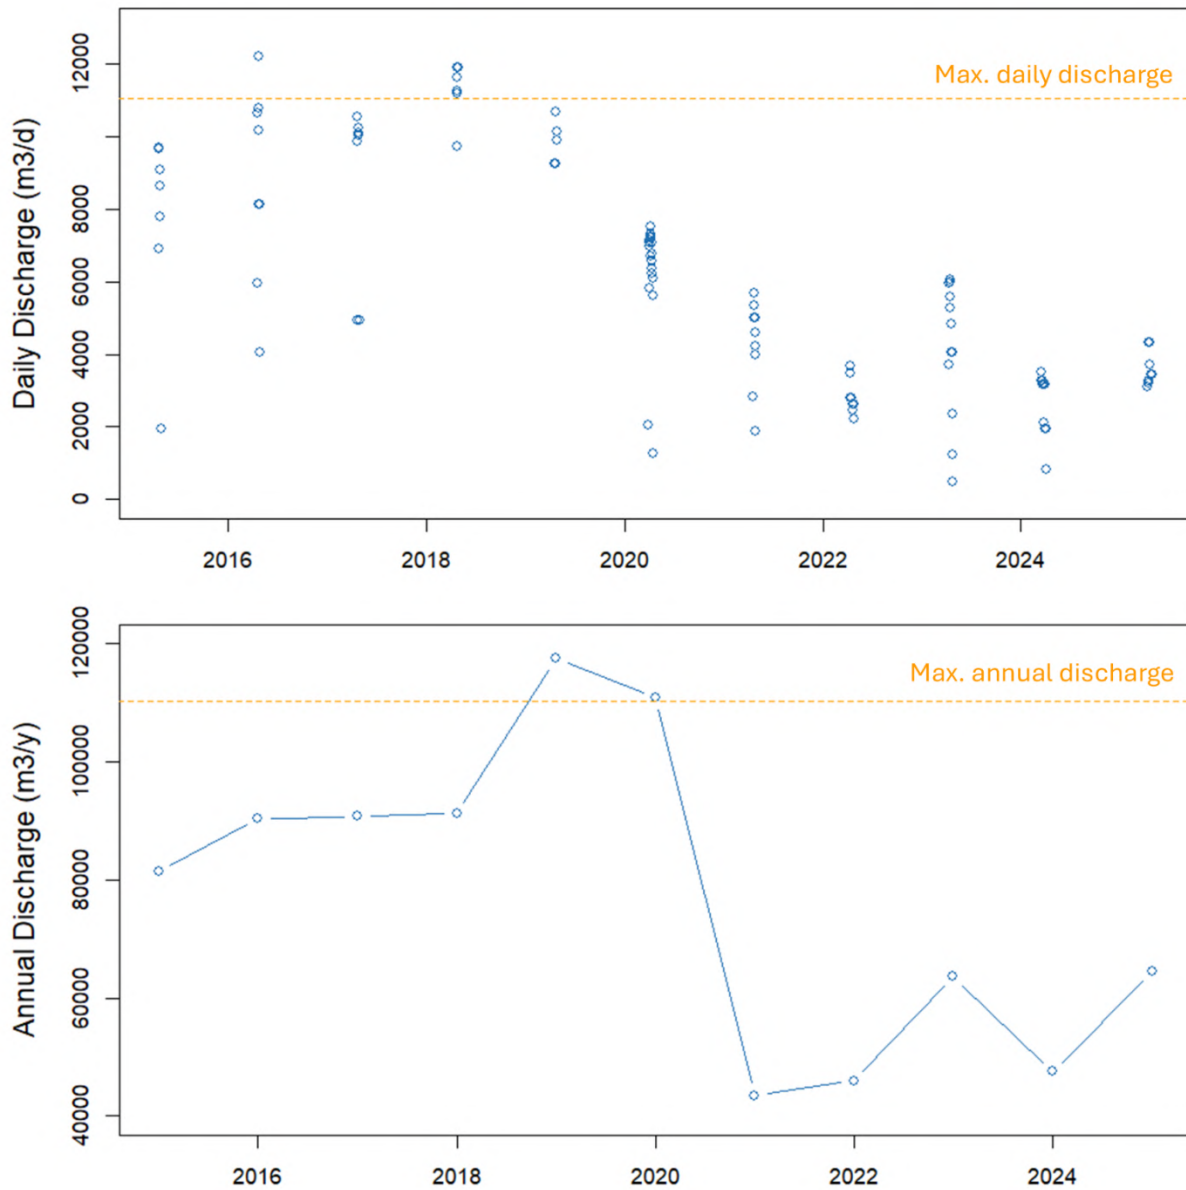 Daily Discharge (m3/d)
12000
8000
6000
4000
2000
0
Max. daily discharge
2016 2018 2020 2022 2024
Annual Discharge (m3/y)
120000
100000
80000
60000
40000
Max. annual discharge
2016 2018 2020 2022 2024